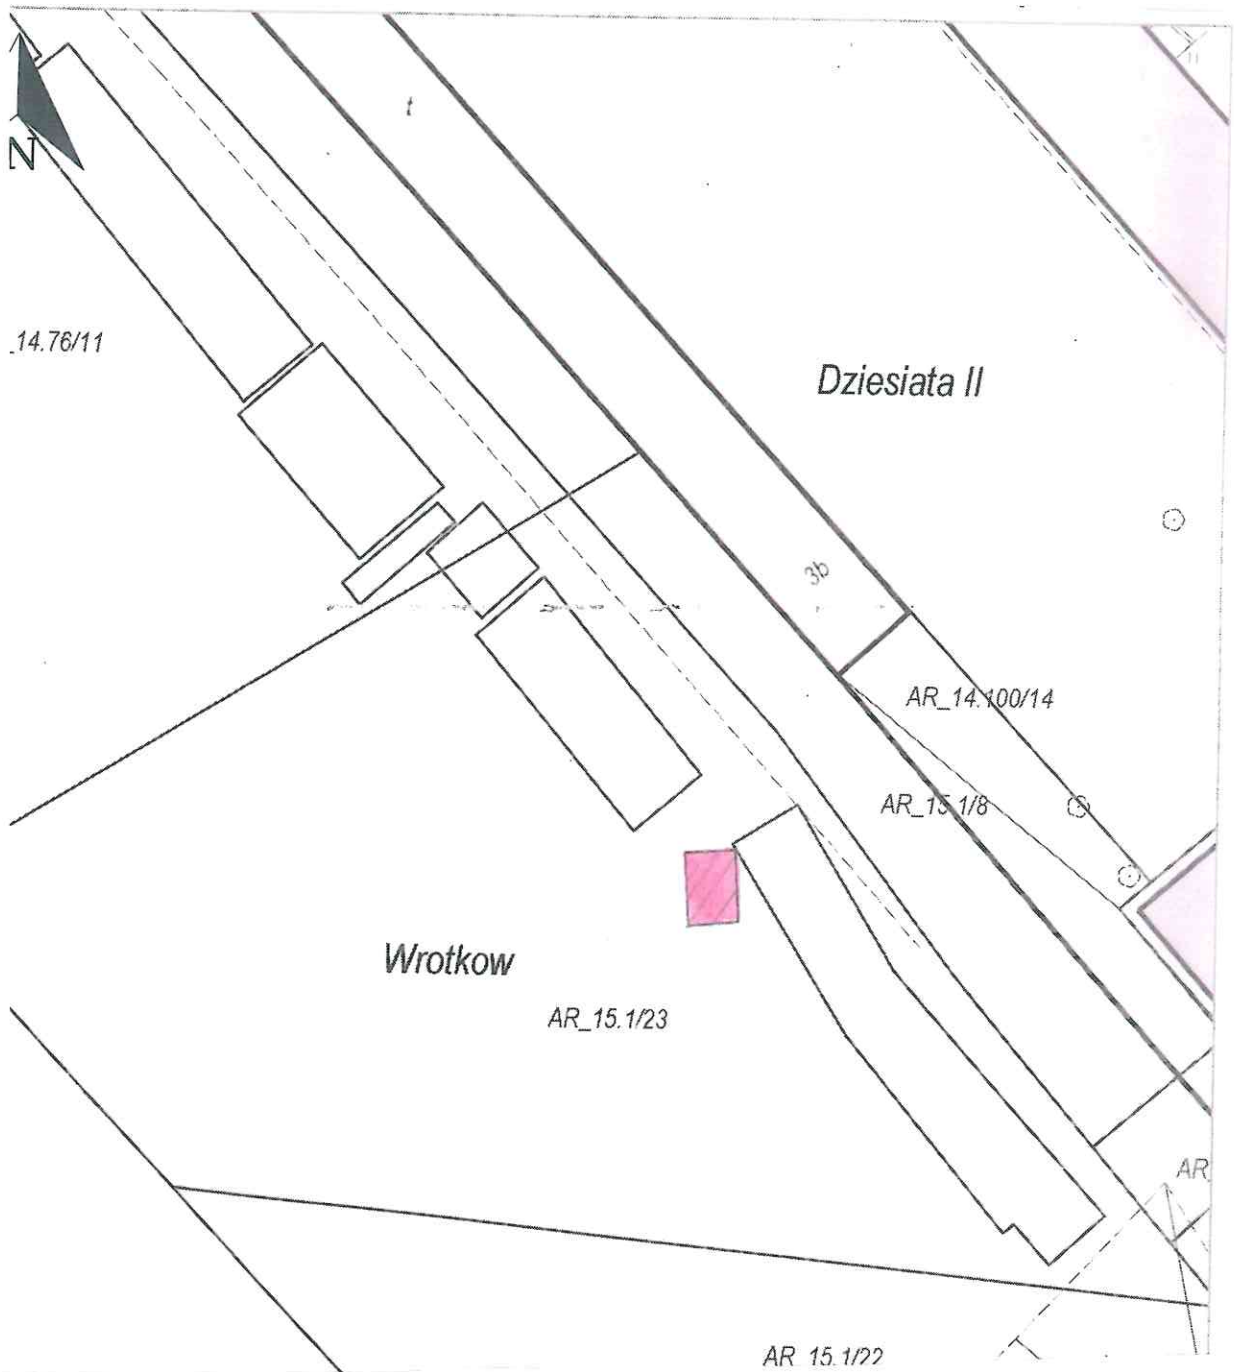 t
N
_14.76/11
Dziesiata II
3b
AR_14.100/14
AR_15.1/8
Wrotkow
AR_15.1/23
AR
AR_15.1/22